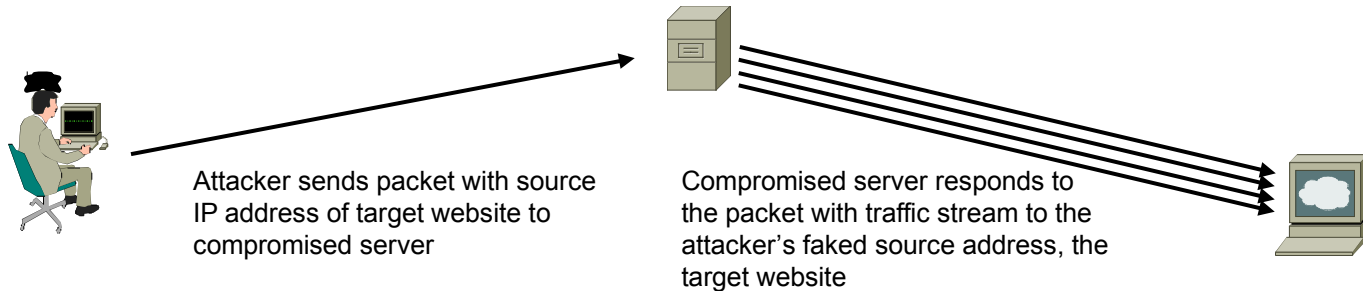 Attacker sends packet with source
IP address of target website to
compromised server
Compromised server responds to
the packet with traffic stream to the
attacker’s faked source address, the
target website